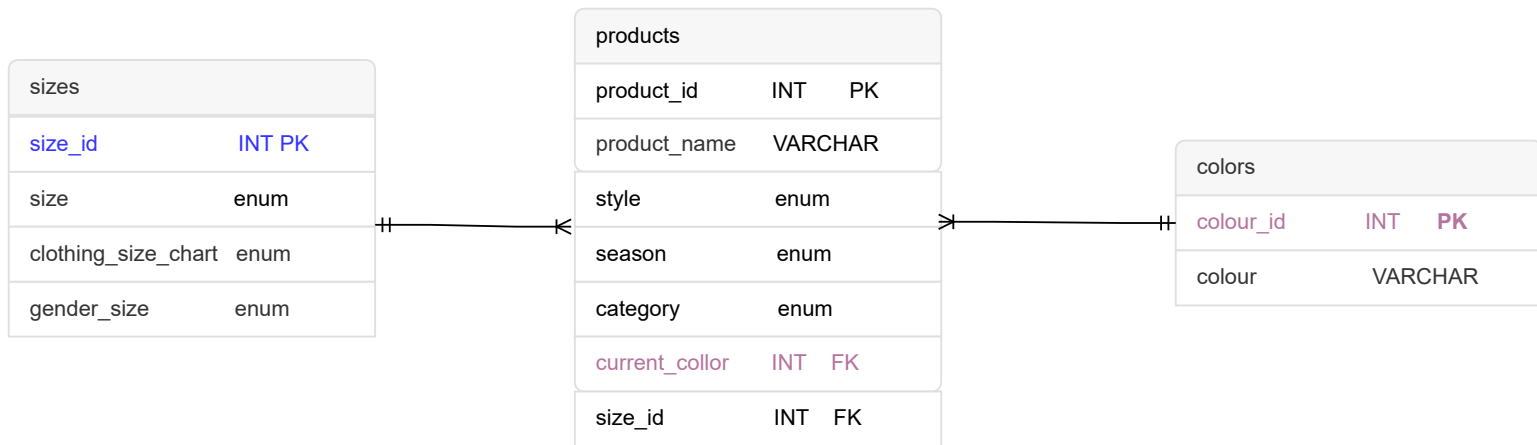 sizes
size_id INT PK
size enum
clothing_size_chart enum
gender_size enum
products
product_id INT PK
product_name VARCHAR
style enum
season enum
category enum
current_collor INT FK
size_id INT FK
colors
colour_id INT PK
colour VARCHAR